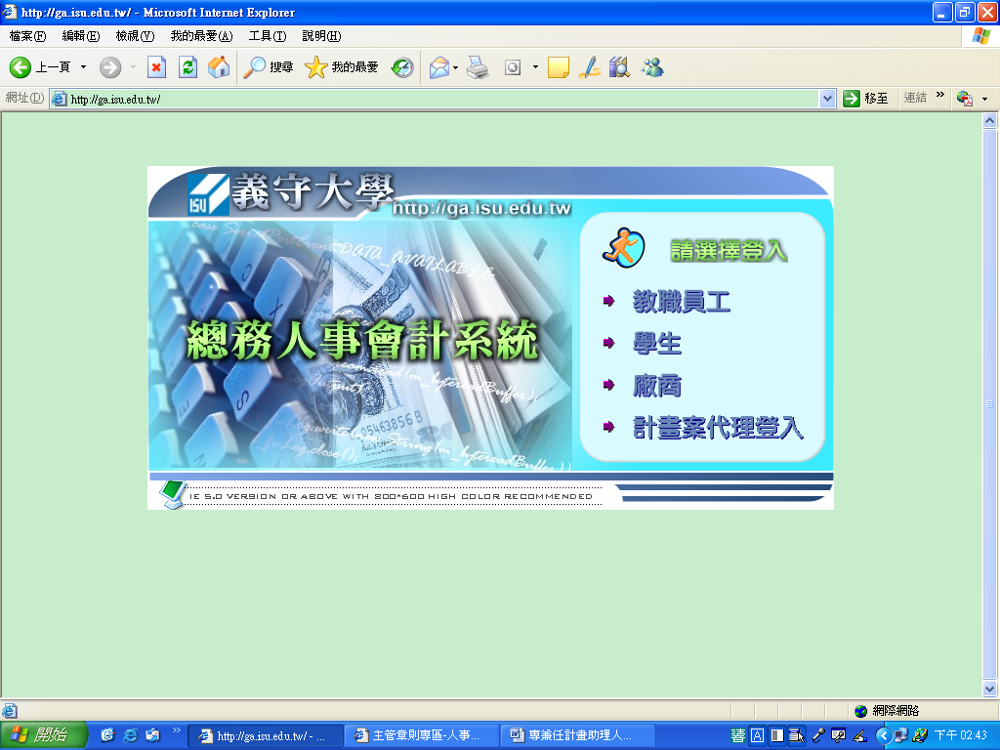 http://ga.isu.edu.tw/ - Microsoft Internet Explorer
檔案(F) 編輯(E) 檢視(V) 我的最愛(A) 工具(T) 說明(H)
上一頁 搜尋 我的最愛
網址(D) http://ga.isu.edu.tw/ 移至 連結 »
ISU 義守大學
http://ga.isu.edu.tw
DATA_AVAILABLE
總務人事會計系統
05463856 B
請選擇登入
教職員工
學生
廠商
計畫案代理登入
IE 5.0 VERSION OR ABOVE WITH 800*600 HIGH COLOR RECOMMENDED
網際網路
開始 » http://ga.isu.edu.tw/ - ... 主管章則專區-人事... 專兼任計畫助理人... A 下午 02:43